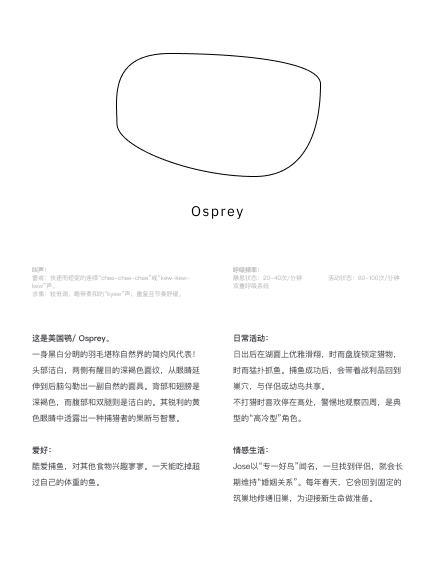 Osprey
叫声:
警戒: 快速而短促的连续“chee-chee-chee”或“kew-kew-
kew”声。
求偶: 较低调、略带柔和的“kyeew”声，重复且节奏舒缓。
呼吸频率:
栖息状态: 20-40次/分钟
活动状态: 80-100次/分钟
双重呼吸系统
这是美国鹗/ Osprey。
一身黑白分明的羽毛堪称自然界的简约风代表!
头部洁白，两侧有醒目的深褐色面纹，从眼睛延
伸到后脑勾勒出一副自然的面具。背部和翅膀是
深褐色，而腹部和双腿则是洁白的。其锐利的黄
色眼睛中透露出一种捕猎者的果断与智慧。
爱好:
酷爱捕鱼，对其他食物兴趣寥寥。一天能吃掉超
过自己的体重的鱼。
日常活动:
日出后在湖面上优雅滑翔，时而盘旋锁定猎物，
时而猛扑抓鱼。捕鱼成功后，会带着战利品回到
巢穴，与伴侣或幼鸟共享。
不打猎时喜欢停在高处，警惕地观察四周，是典
型的“高冷型”角色。
情感生活:
Jose以“专一好鸟”闻名，一旦找到伴侣，就会长
期维持“婚姻关系”。每年春天，它会回到固定的
筑巢地修缮旧巢，为迎接新生命做准备。